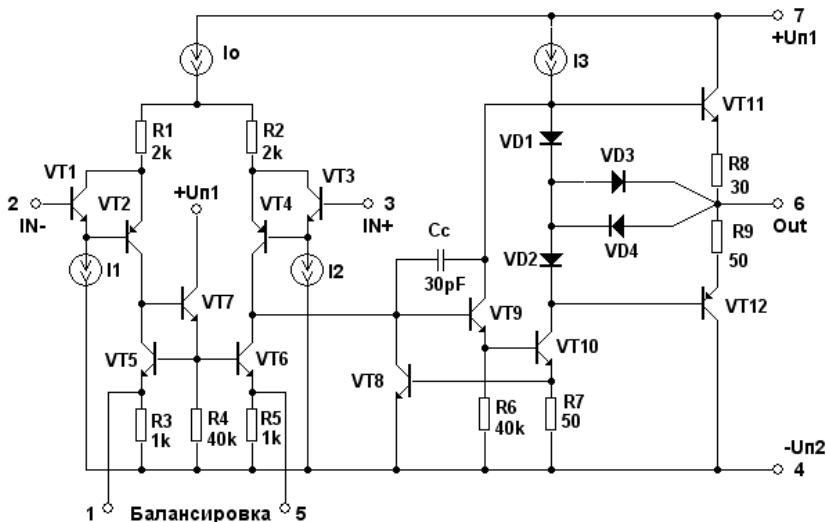 7
+Uп1
Io
I3
R1
2k
R2
2k
VT11
VT1
VT3
VD1
VD3
R8
30
+Uп1
2
IN-
VT2
VT4
3
IN+
6
Out
VD4
R9
50
I1
I2
Cc
30pF
VD2
VT7
VT9
VT12
VT5
VT6
VT8
VT10
R3
1k
R4
40k
R5
1k
R6
40k
R7
50
-Uп2
4
1
Балансировка
5